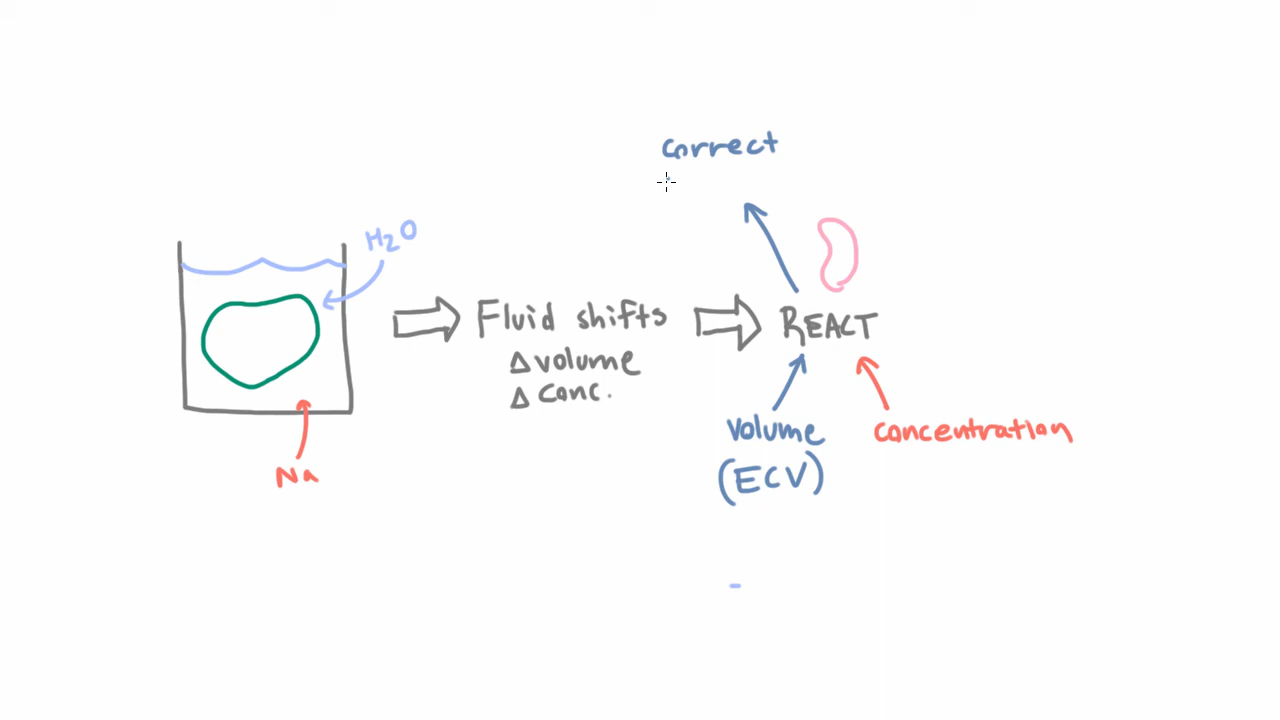 correct
H2O
Fluid shifts
Δ volume
Δ conc.
REACT
volume
(ECV)
concentration
Na